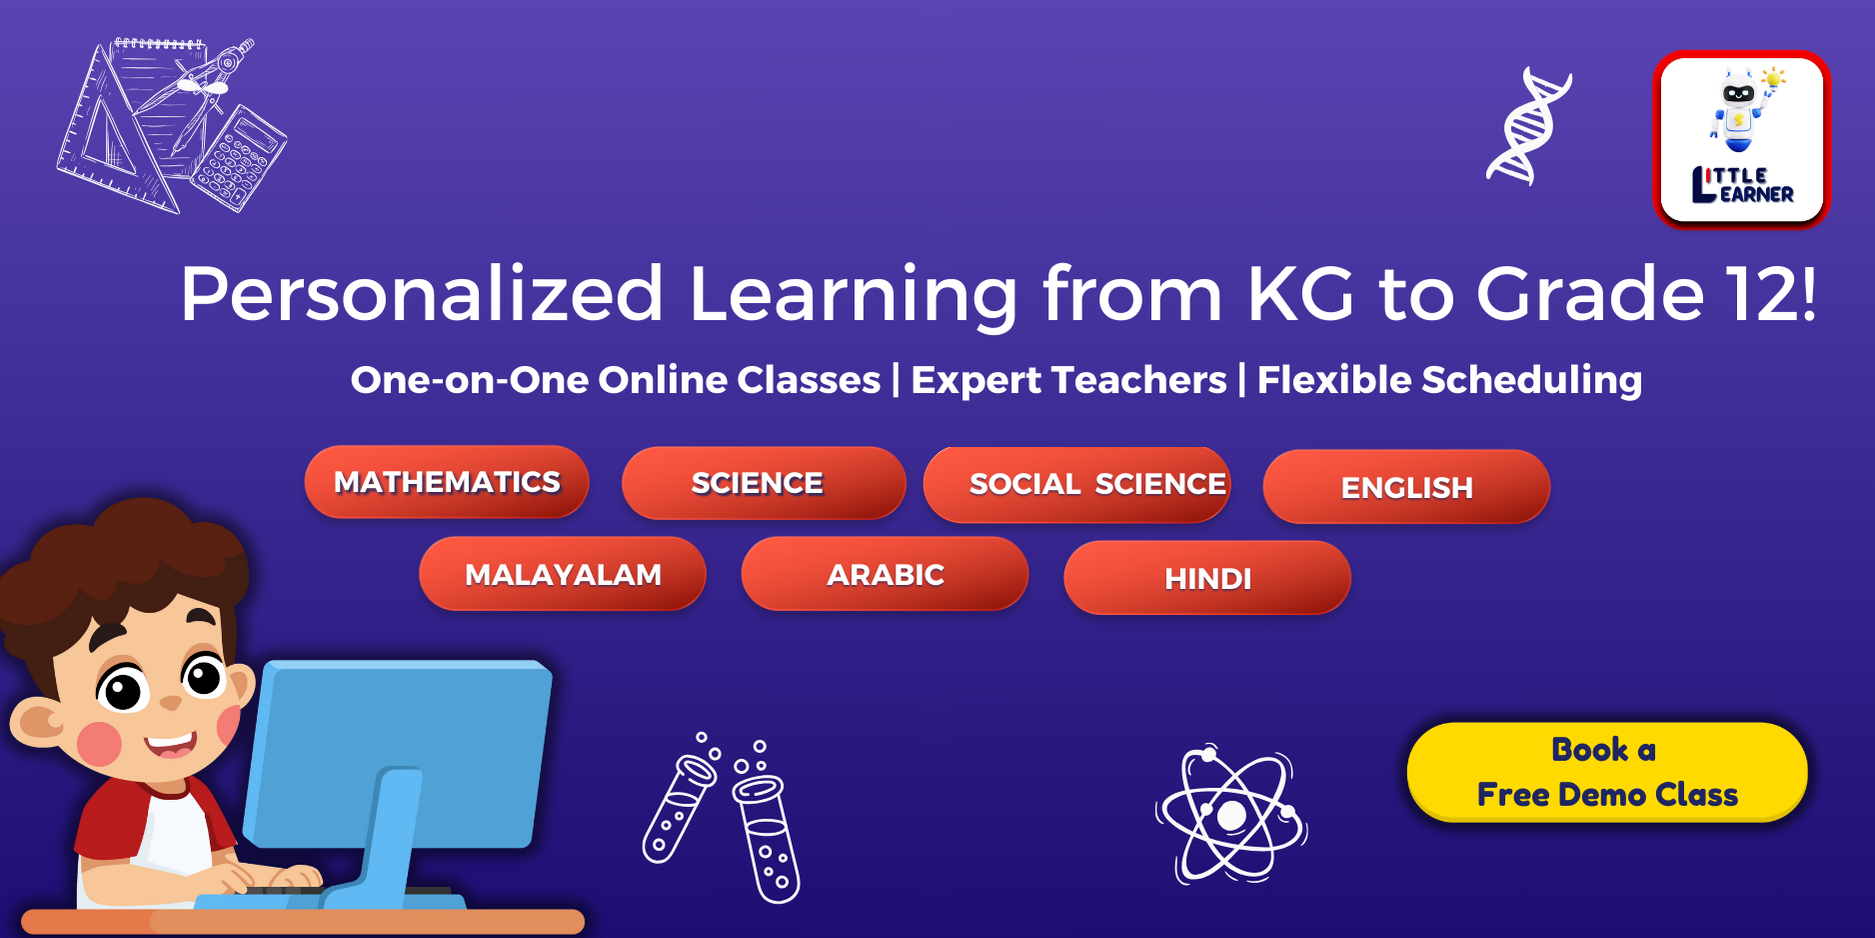 LITTLE
LEARNER
Personalized Learning from KG to Grade 12!
One-on-One Online Classes | Expert Teachers | Flexible Scheduling
MATHEMATICS
SCIENCE
SOCIAL SCIENCE
ENGLISH
MALAYALAM
ARABIC
HINDI
Book a
Free Demo Class